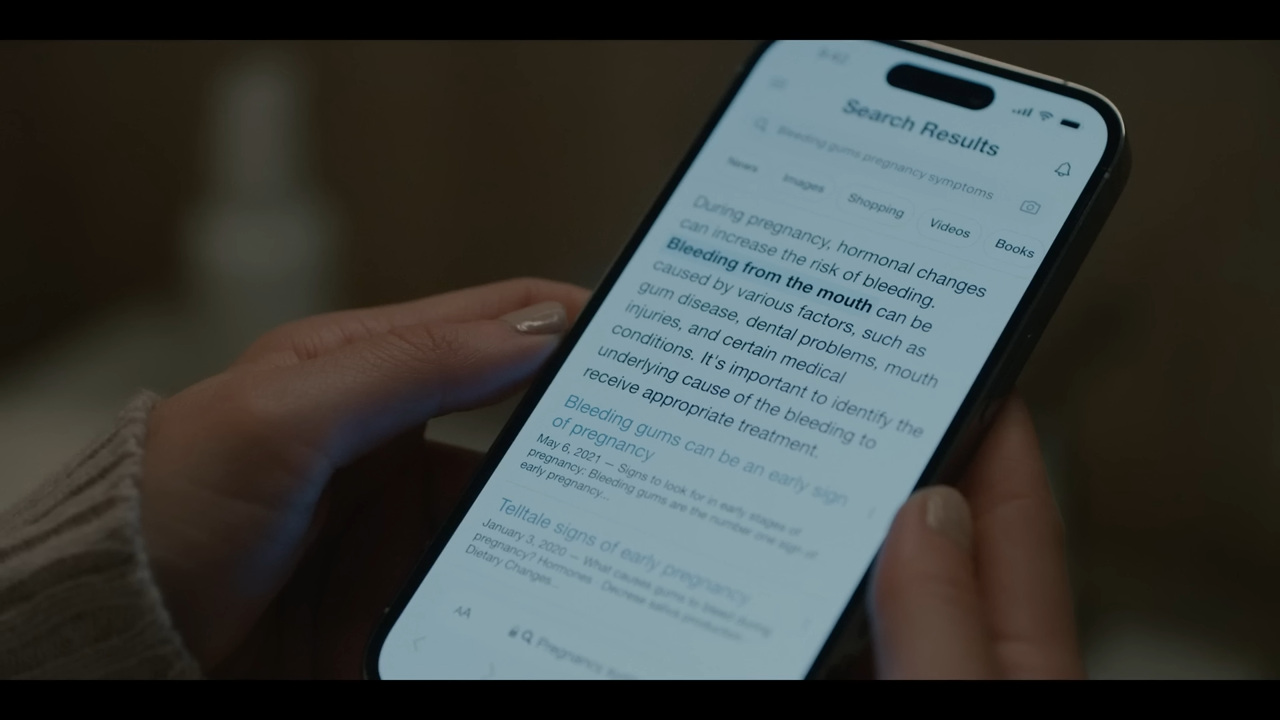 Search Results
Bleeding gums pregnancy symptoms
News Images Shopping Videos Books
During pregnancy, hormonal changes
can increase the risk of bleeding.
Bleeding from the mouth can be
caused by various factors, such as
gum disease, dental problems, mouth
injuries, and certain medical
conditions. It's important to identify the
underlying cause of the bleeding to
receive appropriate treatment.
Bleeding gums can be an early sign
of pregnancy
May 6, 2021 — Signs to look for in early stages of
pregnancy: Bleeding gums are the number one sign of
early pregnancy...
Telltale signs of early pregnancy
January 3, 2020 — What causes gums to bleed during
pregnancy? Hormones. Decrease saliva production...
Dietary Changes...
AA
Pregnancy